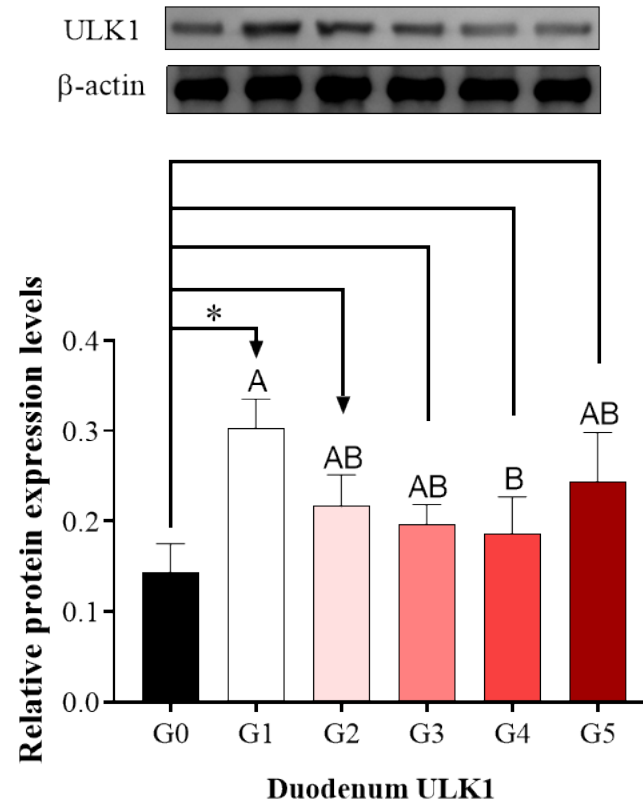 ULK1
β-actin
*
0.4
A
0.3
AB
AB
B
AB
0.2
0.1
0.0
Relative protein expression levels
G0 G1 G2 G3 G4 G5
Duodenum ULK1